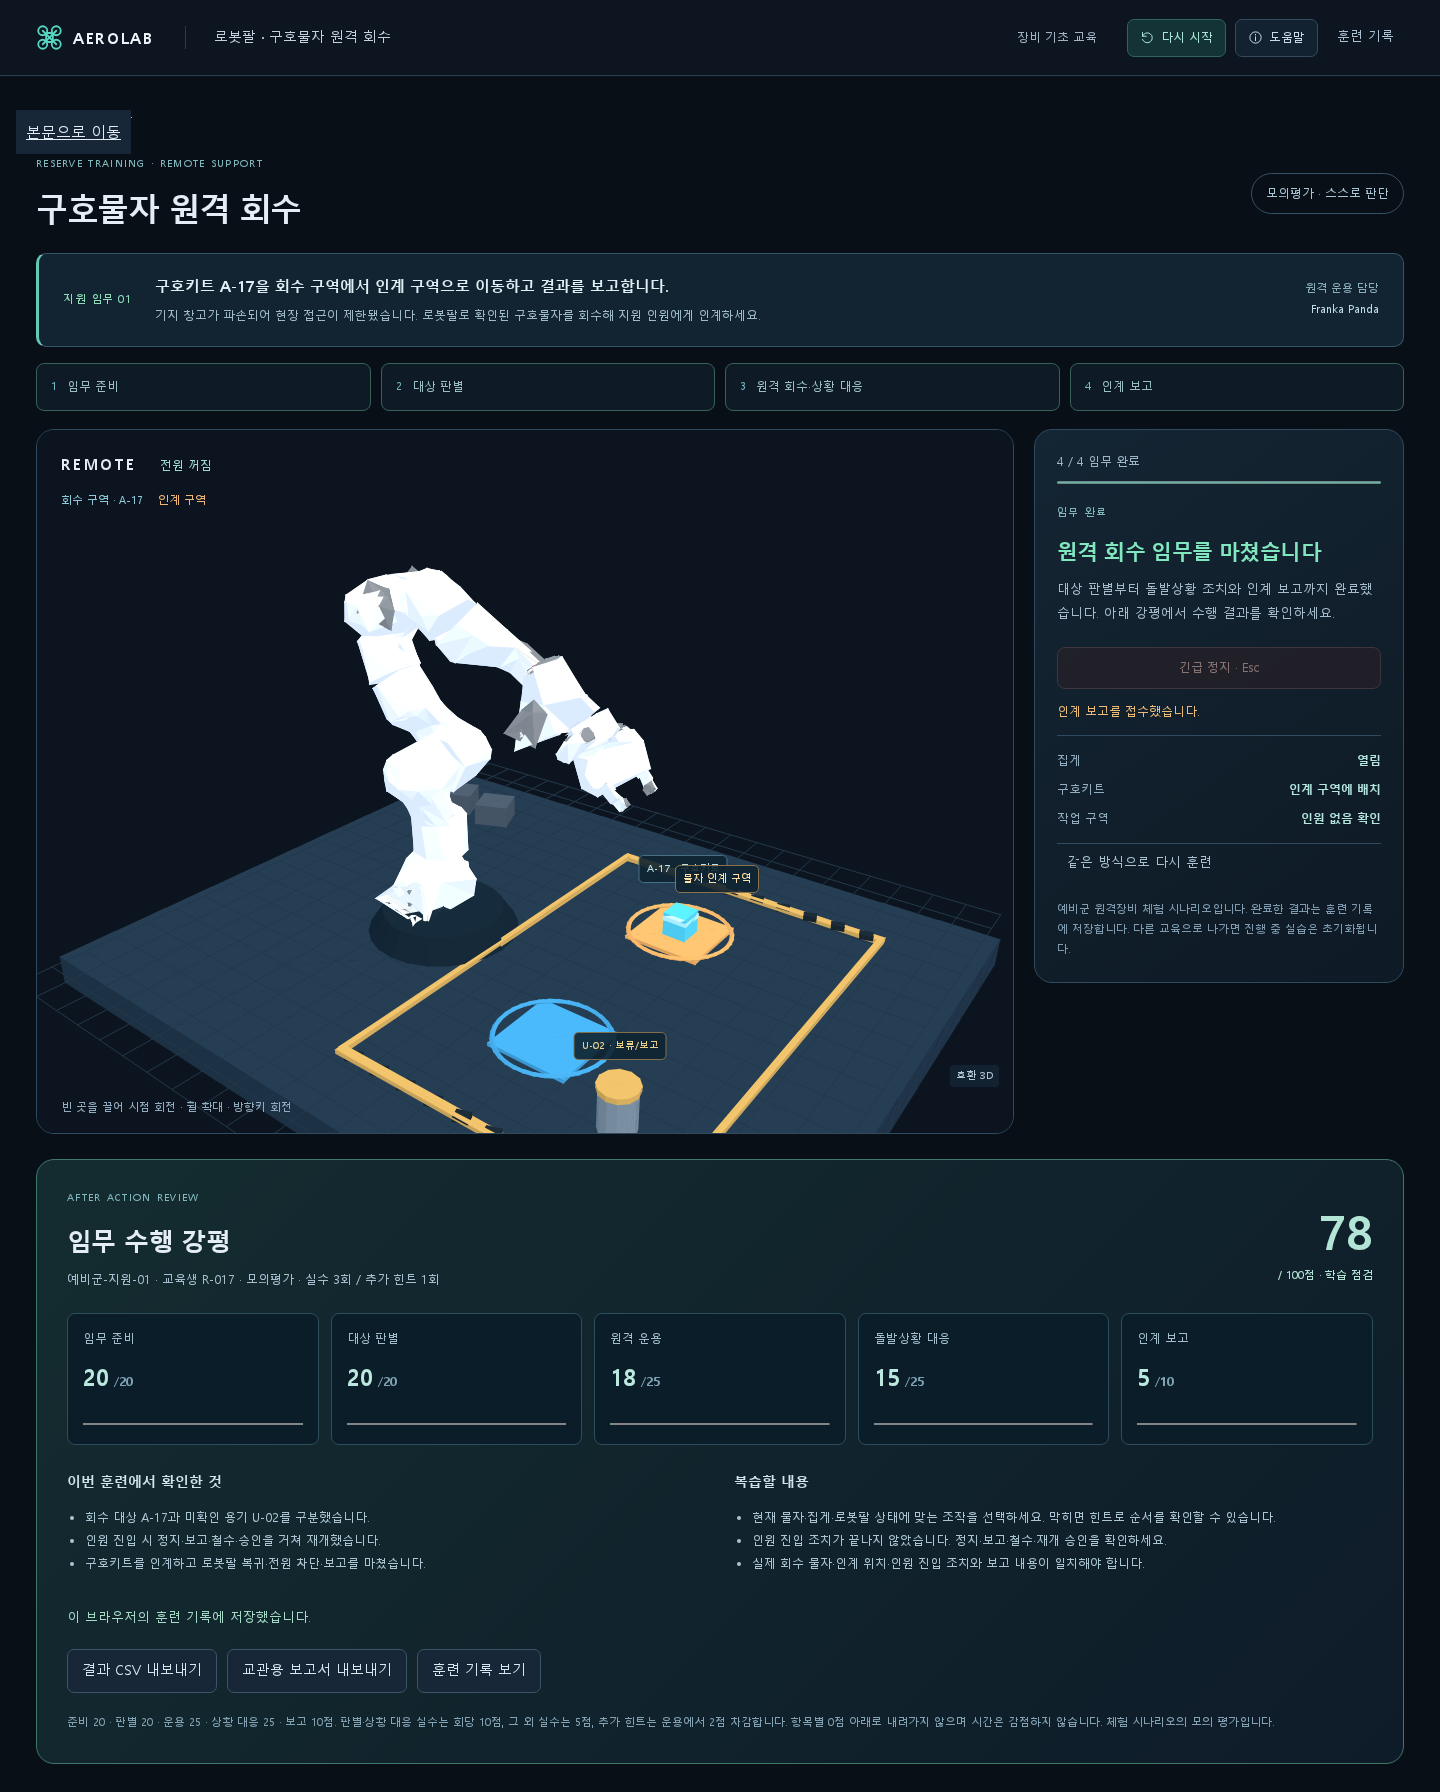 AEROLAB
로봇팔 · 구호물자 원격 회수
장비 기초 교육
다시 시작
도움말
훈련 기록
본문으로 이동
RESERVE TRAINING · REMOTE SUPPORT
구호물자 원격 회수
모의평가 · 스스로 판단
지원 임무 01
구호키트 A-17을 회수 구역에서 인계 구역으로 이동하고 결과를 보고합니다.
기지 창고가 파손되어 현장 접근이 제한됐습니다. 로봇팔로 확인된 구호물자를 회수해 지원 인원에게 인계하세요.
원격 운용 담당
Franka Panda
1 임무 준비
2 대상 판별
3 원격 회수·상황 대응
4 인계 보고
REMOTE
전원 꺼짐
회수 구역 · A-17
인계 구역
A-17
물자 인계 구역
U-02 · 보류/보고
호환 3D
빈 곳을 끌어 시점 회전 · 휠 확대 · 방향키 회전
4 / 4 임무 완료
임무 완료
원격 회수 임무를 마쳤습니다
대상 판별부터 돌발상황 조치와 인계 보고까지 완료했
습니다. 아래 강평에서 수행 결과를 확인하세요.
긴급 정지 · Esc
인계 보고를 접수했습니다.
집게 열림
구호키트 인계 구역에 배치
작업 구역 인원 없음 확인
같은 방식으로 다시 훈련
예비군 원격장비 체험 시나리오입니다. 완료한 결과는 훈련 기록
에 저장합니다. 다른 교육으로 나가면 진행 중 실습은 초기화됩니
다.
AFTER ACTION REVIEW
임무 수행 강평
예비군-지원-01 · 교육생 R-017 · 모의평가 · 실수 3회 / 추가 힌트 1회
78
/ 100점 · 학습 점검
임무 준비
20 /20
대상 판별
20 /20
원격 운용
18 /25
돌발상황 대응
15 /25
인계 보고
5 /10
이번 훈련에서 확인한 것
• 회수 대상 A-17과 미확인 용기 U-02를 구분했습니다.
• 인원 진입 시 정지·보고·철수·승인을 거쳐 재개했습니다.
• 구호키트를 인계하고 로봇팔 복귀·전원 차단·보고를 마쳤습니다.
복습할 내용
• 현재 물자·집게·로봇팔 상태에 맞는 조작을 선택하세요. 막히면 힌트로 순서를 확인할 수 있습니다.
• 인원 진입 조치가 끝나지 않았습니다. 정지·보고·철수·재개 승인을 확인하세요.
• 실제 회수 물자·인계 위치·인원 진입 조치와 보고 내용이 일치해야 합니다.
이 브라우저의 훈련 기록에 저장했습니다.
결과 CSV 내보내기
교관용 보고서 내보내기
훈련 기록 보기
준비 20 · 판별 20 · 운용 25 · 상황 대응 25 · 보고 10점. 판별·상황 대응 실수는 회당 10점, 그 외 실수는 5점, 추가 힌트는 운용에서 2점 차감합니다. 항목별 0점 아래로 내려가지 않으며 시간은 감점하지 않습니다. 체험 시나리오의 모의 평가입니다.